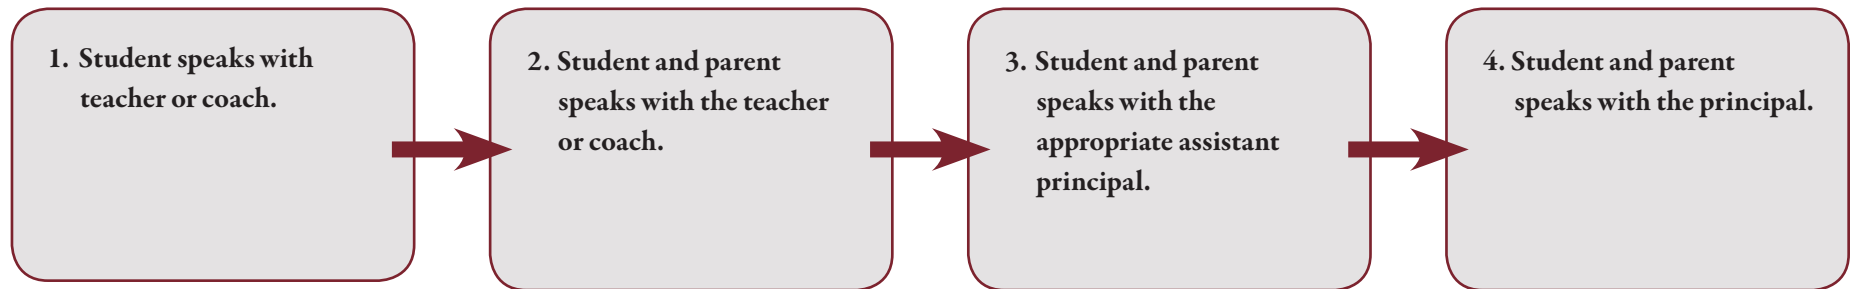 1. Student speaks with
teacher or coach.
2. Student and parent
speaks with the teacher
or coach.
3. Student and parent
speaks with the
appropriate assistant
principal.
4. Student and parent
speaks with the principal.